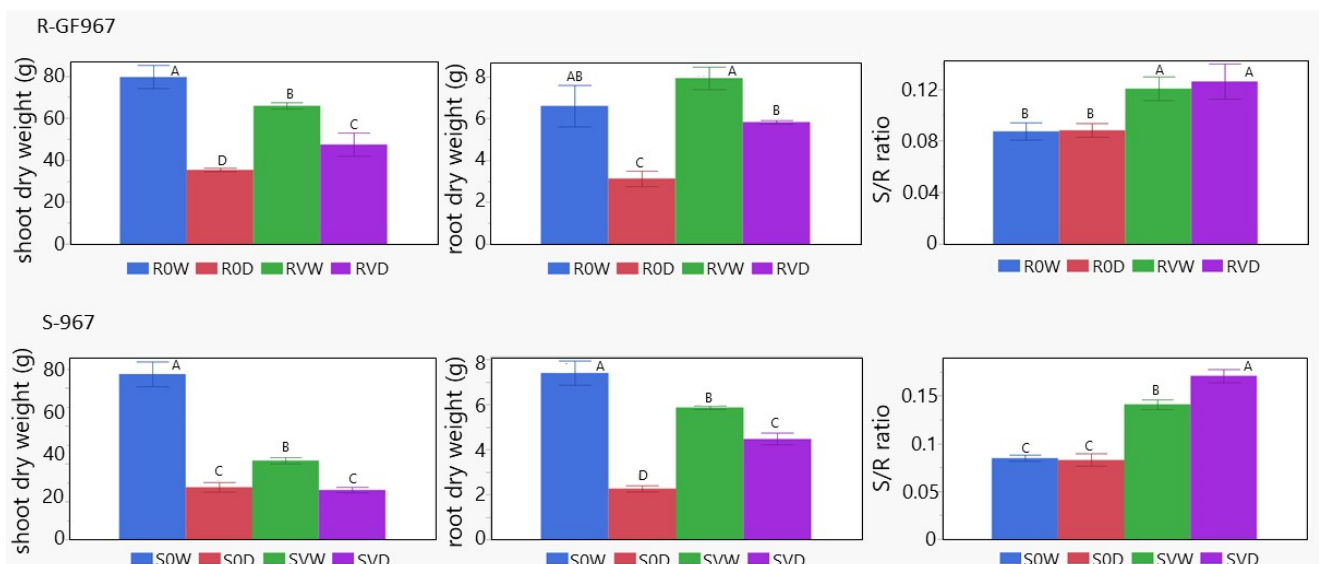 R-GF967
shoot dry weight (g)
80
60
40
20
0
A
D
B
C
R0W R0D RVW RVD
root dry weight (g)
8
6
4
2
0
AB
C
A
B
R0W R0D RVW RVD
S/R ratio
0.12
0.08
0.04
0
B
B
A
A
R0W R0D RVW RVD
S-967
shoot dry weight (g)
80
60
40
20
0
A
C
B
C
S0W S0D SVW SVD
root dry weight (g)
8
6
4
2
0
A
D
B
C
S0W S0D SVW SVD
S/R ratio
0.15
0.1
0.05
0
C
C
B
A
S0W S0D SVW SVD